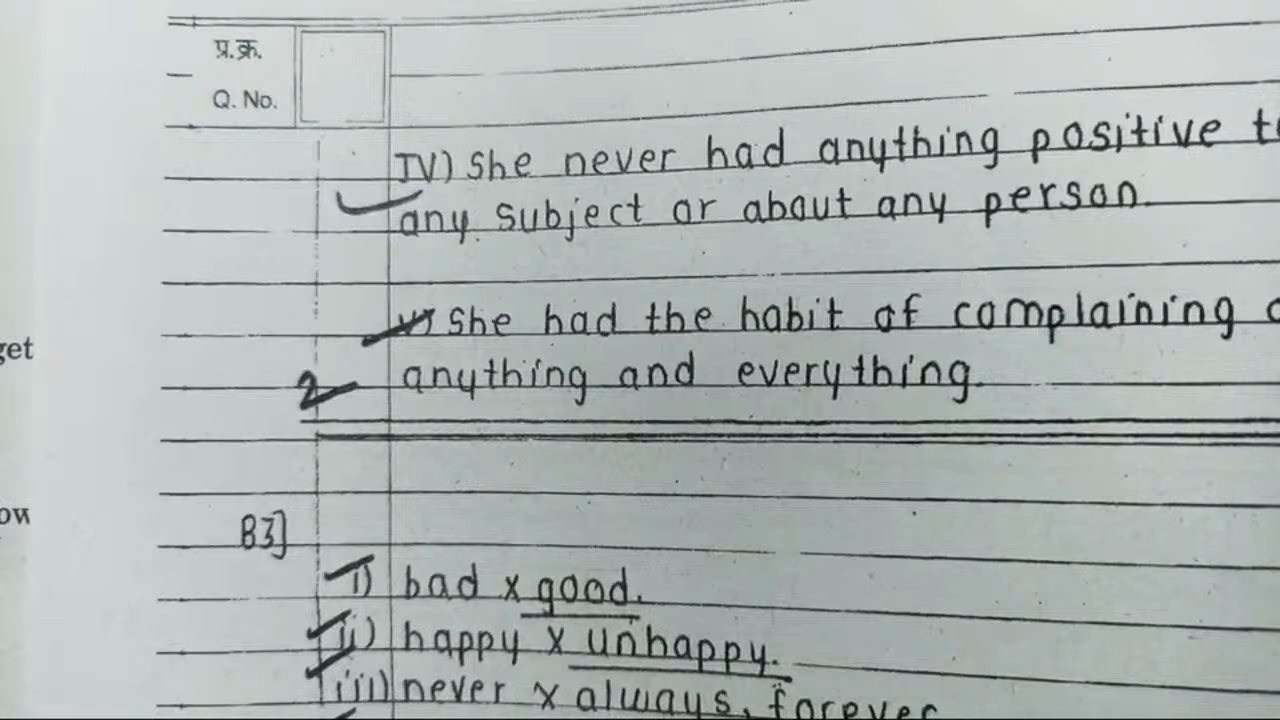 प्र.क्र.
Q. No.
IV) She never had anything positive
any subject or about any person.
V) She had the habit of complaining
get
anything and everything.
2
ow
B3]
i) bad x good.
ii) happy x unhappy.
iii) never x always, forever